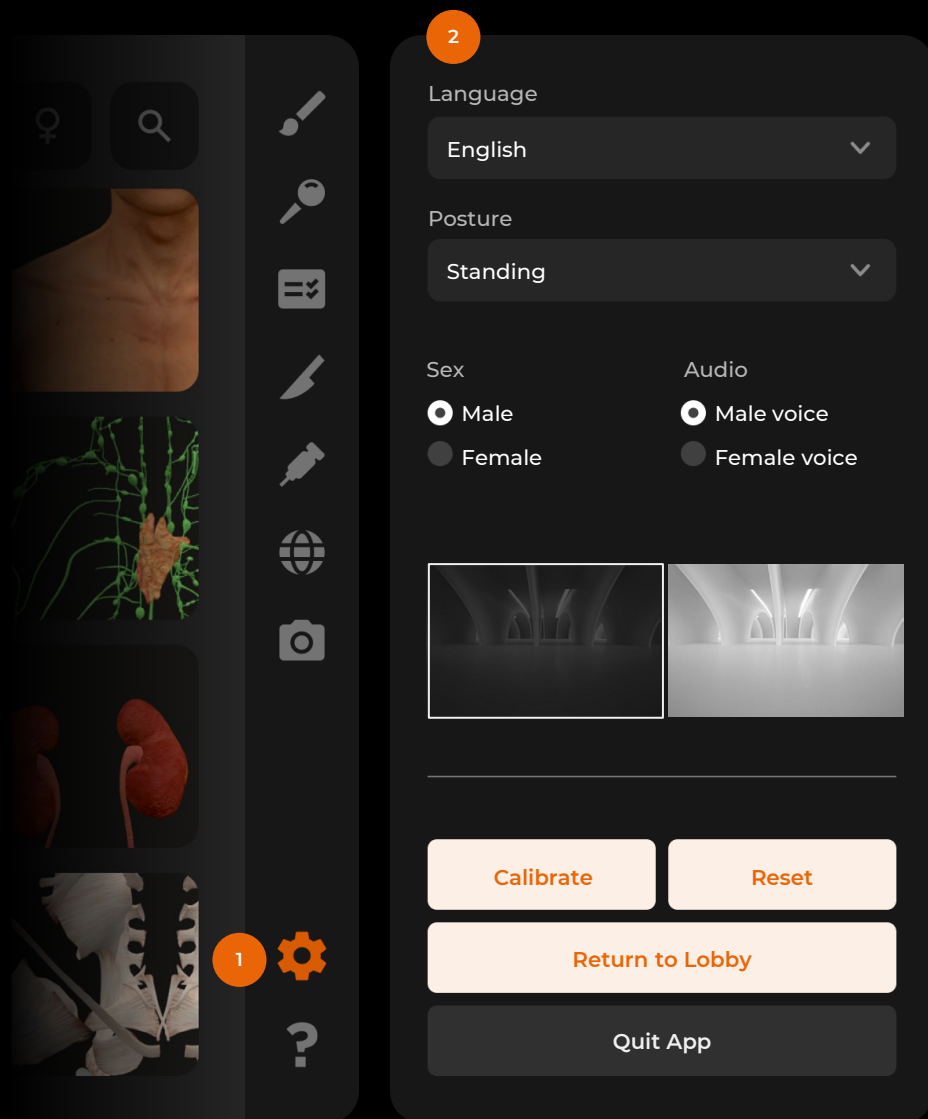 2
Language
English
Posture
Standing
Sex
Male
Female
Audio
Male voice
Female voice
Calibrate
Reset
1
Return to Lobby
Quit App
?